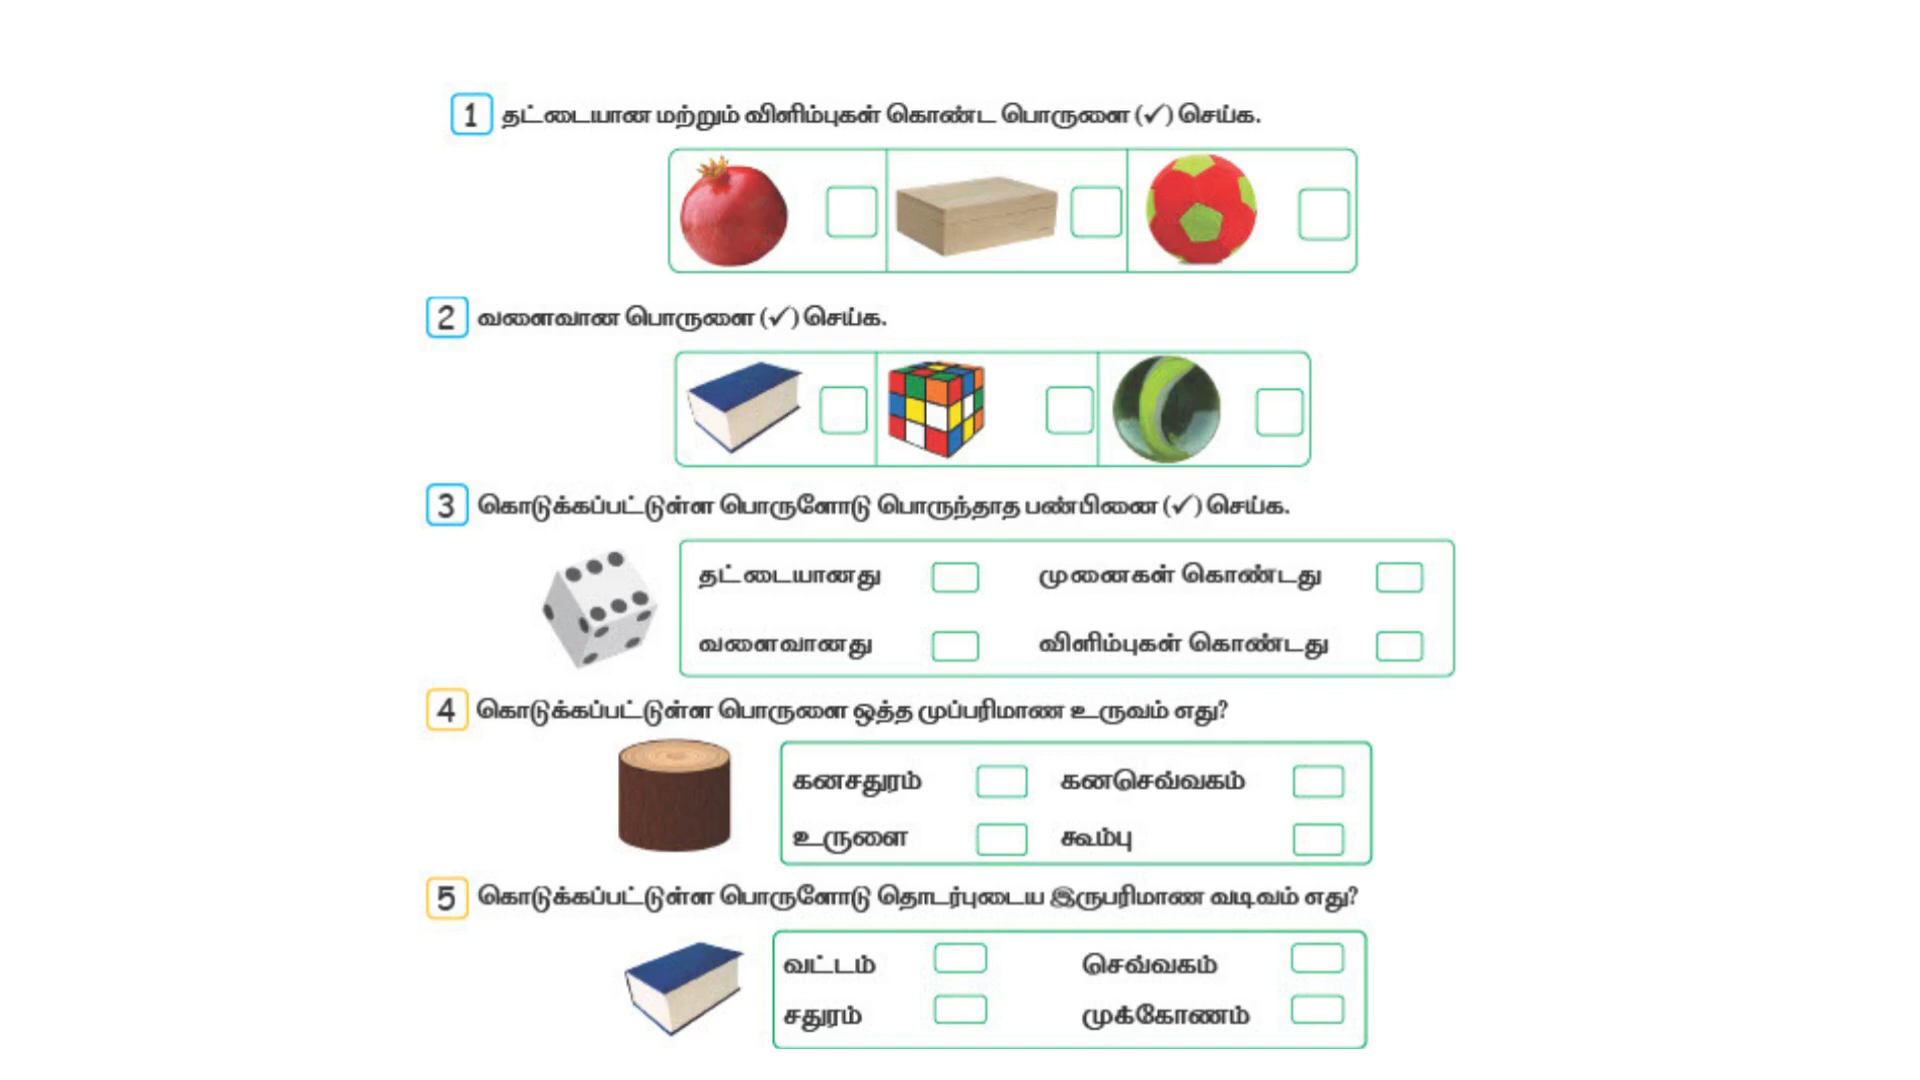 1 தட்டையான மற்றும் விளிம்புகள் கொண்ட பொருளை (✓) செய்க.
2 வளைவான பொருளை (✓) செய்க.
3 கொடுக்கப்பட்டுள்ள பொருளோடு பொருந்தாத பண்பினை (✓) செய்க.
தட்டையானது முனைகள் கொண்டது
வளைவானது விளிம்புகள் கொண்டது
4 கொடுக்கப்பட்டுள்ள பொருளை ஒத்த முப்பரிமாண உருவம் எது?
கனசதுரம் கனசெவ்வகம்
உருளை கூம்பு
5 கொடுக்கப்பட்டுள்ள பொருளோடு தொடர்புடைய இருபரிமாண வடிவம் எது?
வட்டம் செவ்வகம்
சதுரம் முக்கோணம்